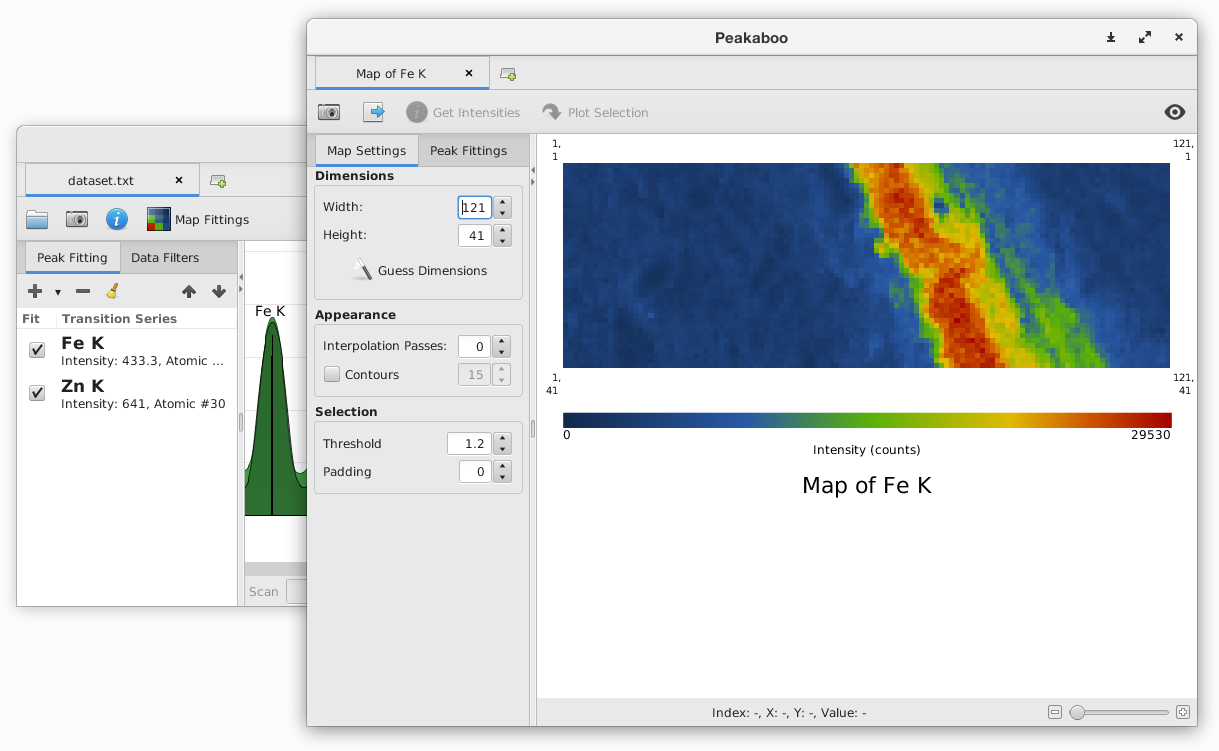 Peakaboo
Map of Fe K
Get Intensities
Plot Selection
Map Settings
Peak Fittings
Dimensions
Width:
121
Height:
41
Guess Dimensions
Appearance
Interpolation Passes:
0
Contours
15
Selection
Threshold
1.2
Padding
0
1,
1
121,
1
1,
41
121,
41
0
29530
Intensity (counts)
Map of Fe K
Index: -, X: -, Y: -, Value: -
dataset.txt
Map Fittings
Peak Fitting
Data Filters
Fit
Transition Series
Fe K
Intensity: 433.3, Atomic ...
Zn K
Intensity: 641, Atomic #30
Fe K
Scan